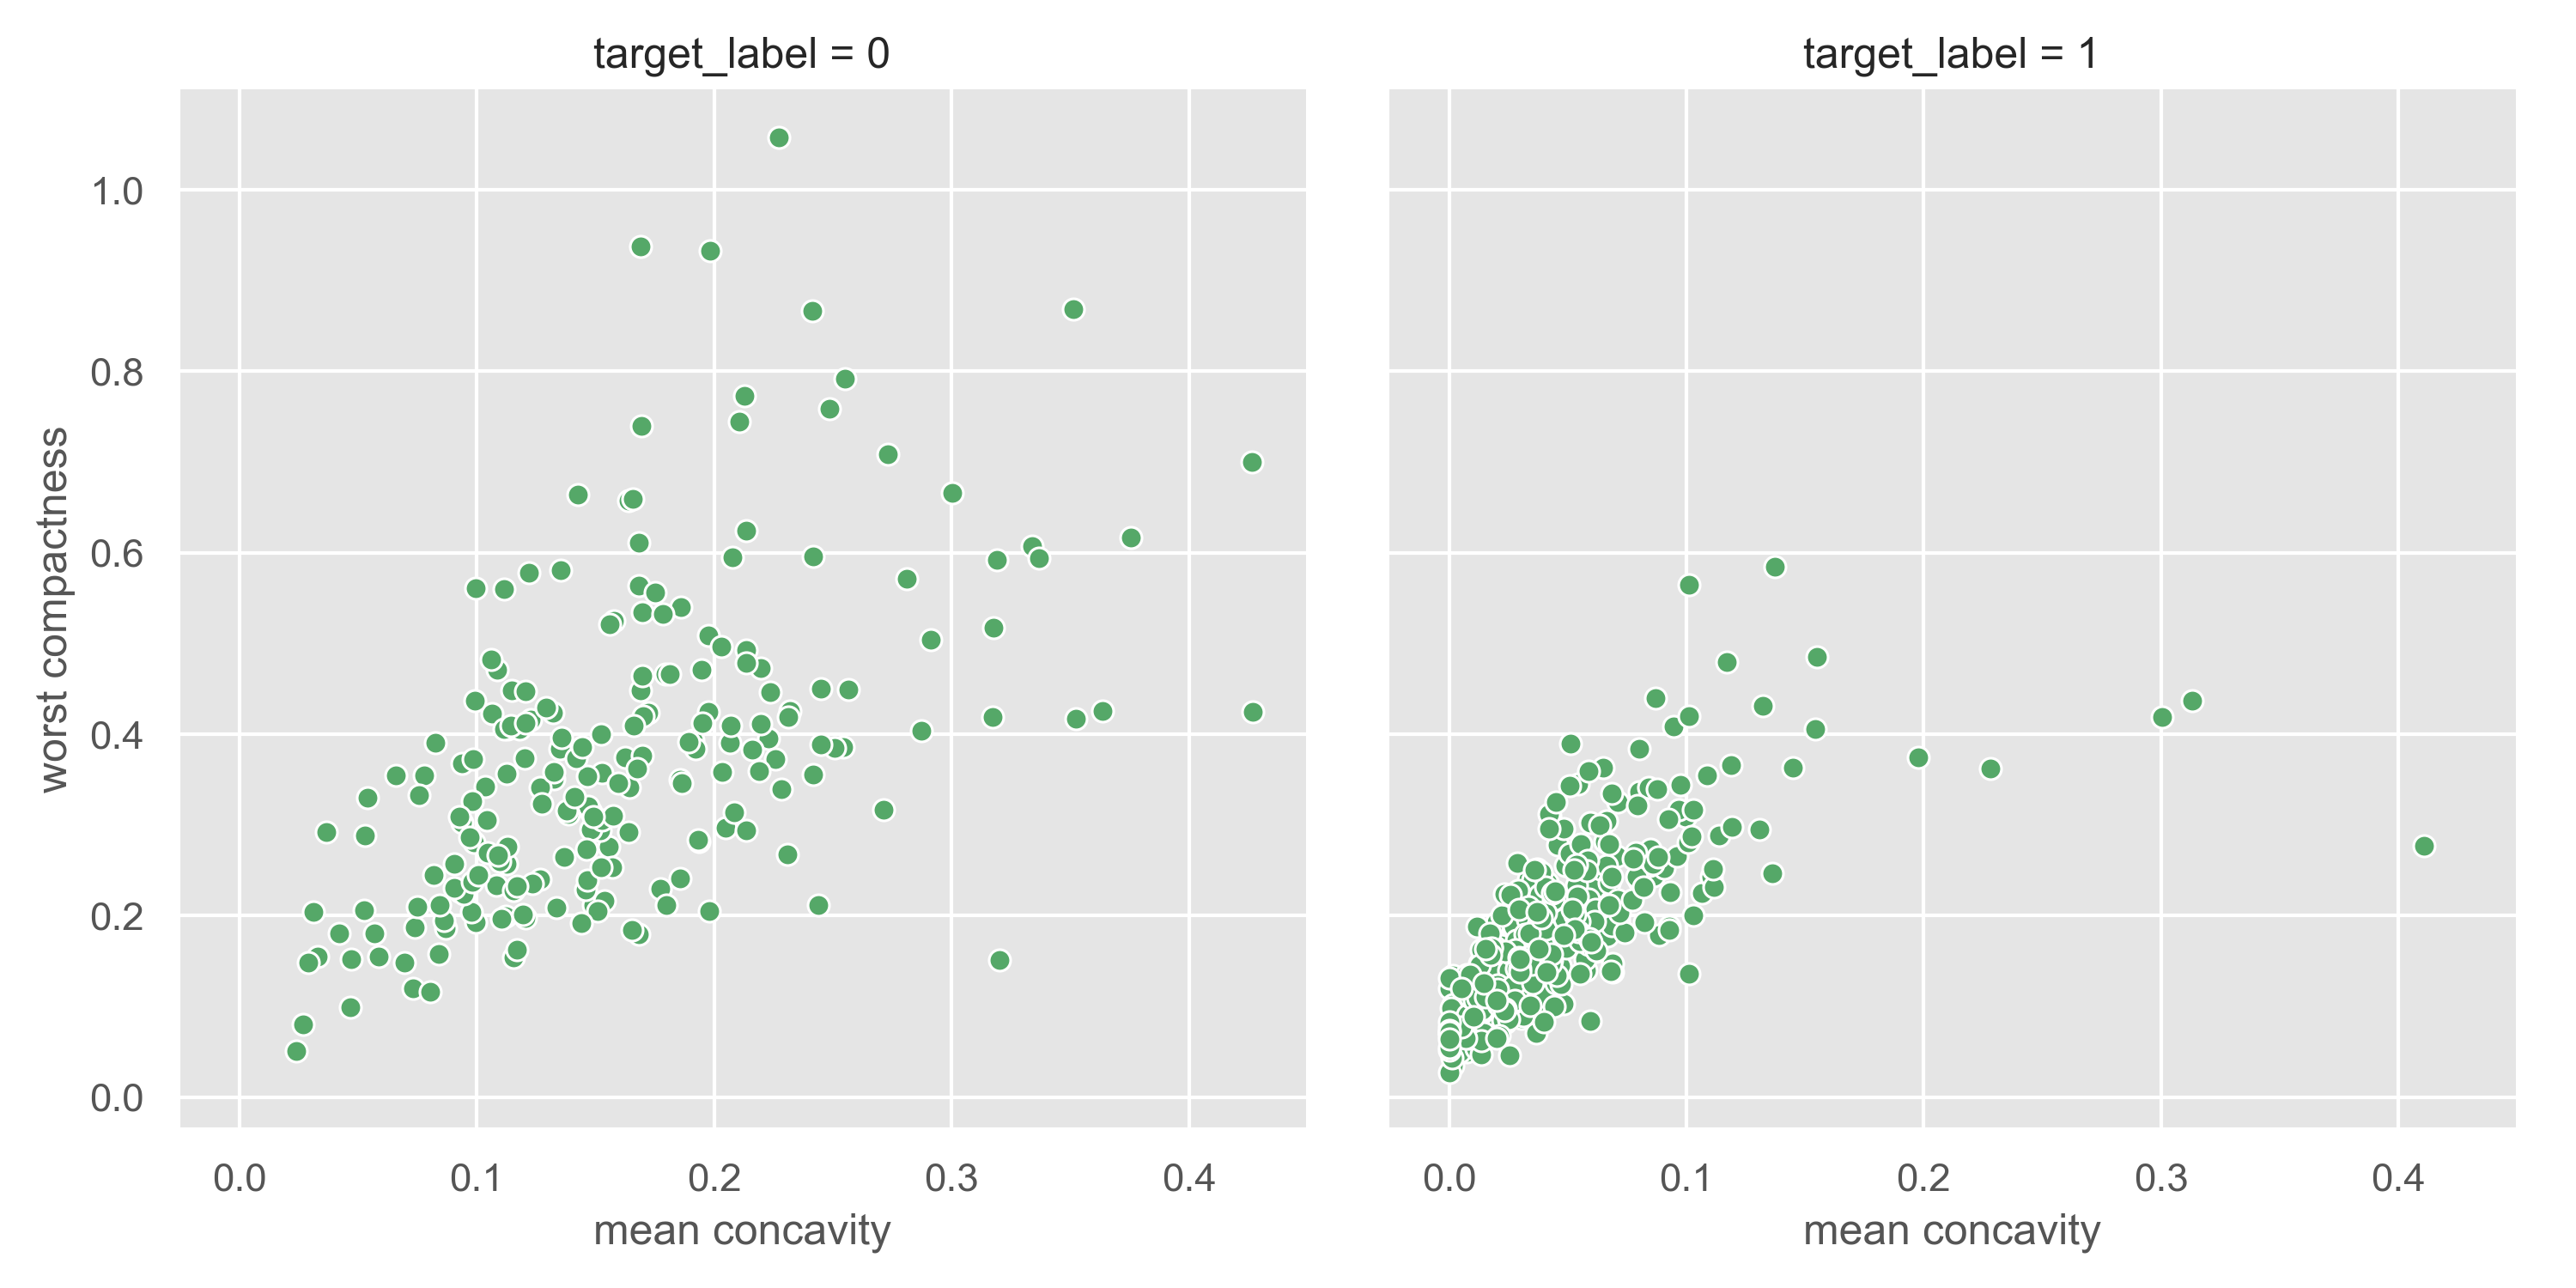 target_label = 0
target_label = 1
worst compactness
1.0
0.8
0.6
0.4
0.2
0.0
0.0 0.1 0.2 0.3 0.4
0.0 0.1 0.2 0.3 0.4
mean concavity
mean concavity